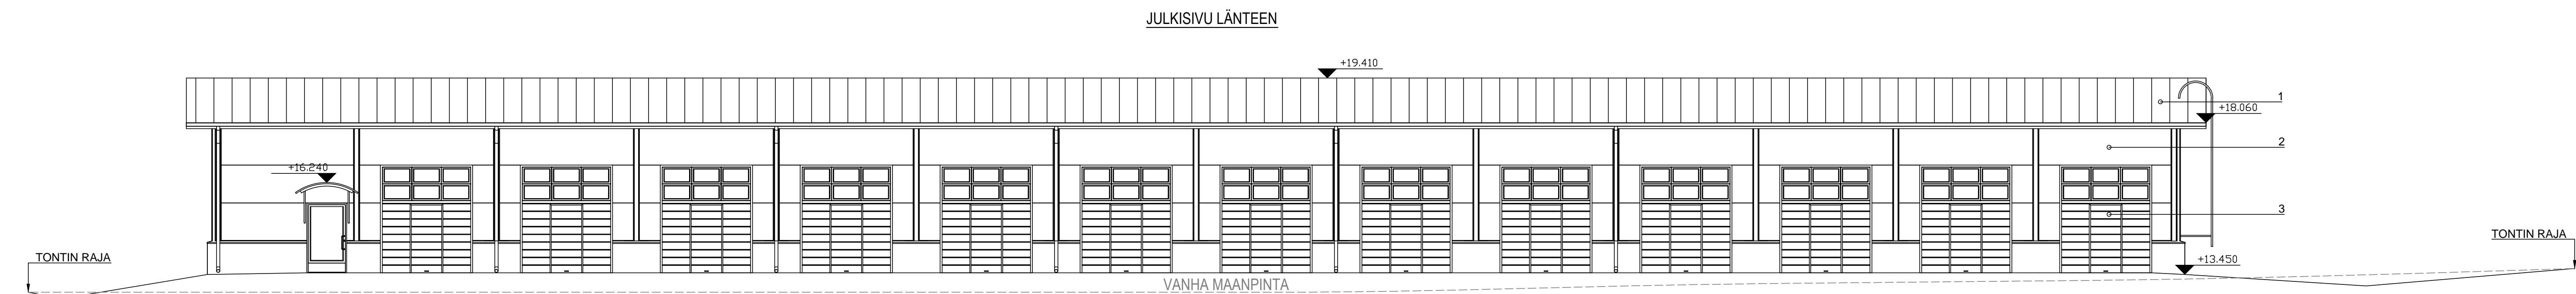 JULKISIVU LÄNTEEN
+19.410
1
+18.060
2
+16.240
3
TONTIN RAJA
TONTIN RAJA
+13.450
VANHA MAANPINTA